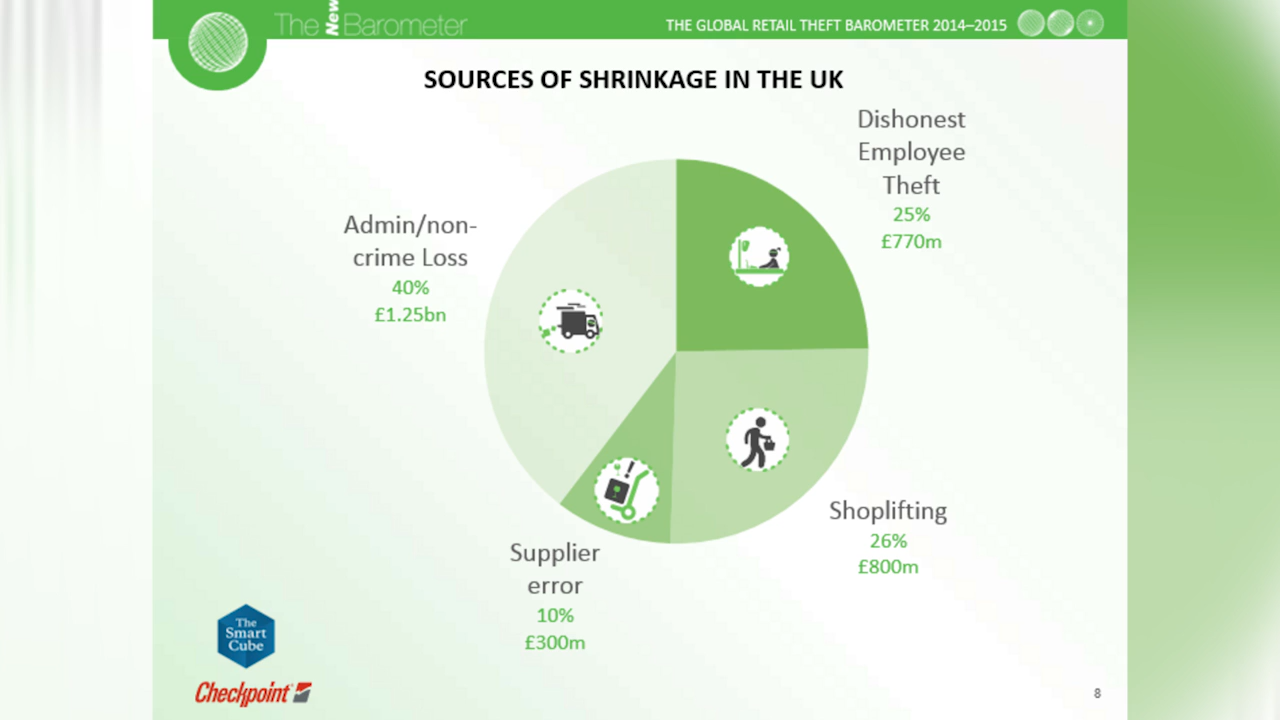 The New Barometer
THE GLOBAL RETAIL THEFT BAROMETER 2014–2015
SOURCES OF SHRINKAGE IN THE UK
Dishonest
Employee
Theft
25%
£770m
Admin/non-
crime Loss
40%
£1.25bn
Shoplifting
26%
£800m
Supplier
error
10%
£300m
The
Smart
Cube
Checkpoint
8